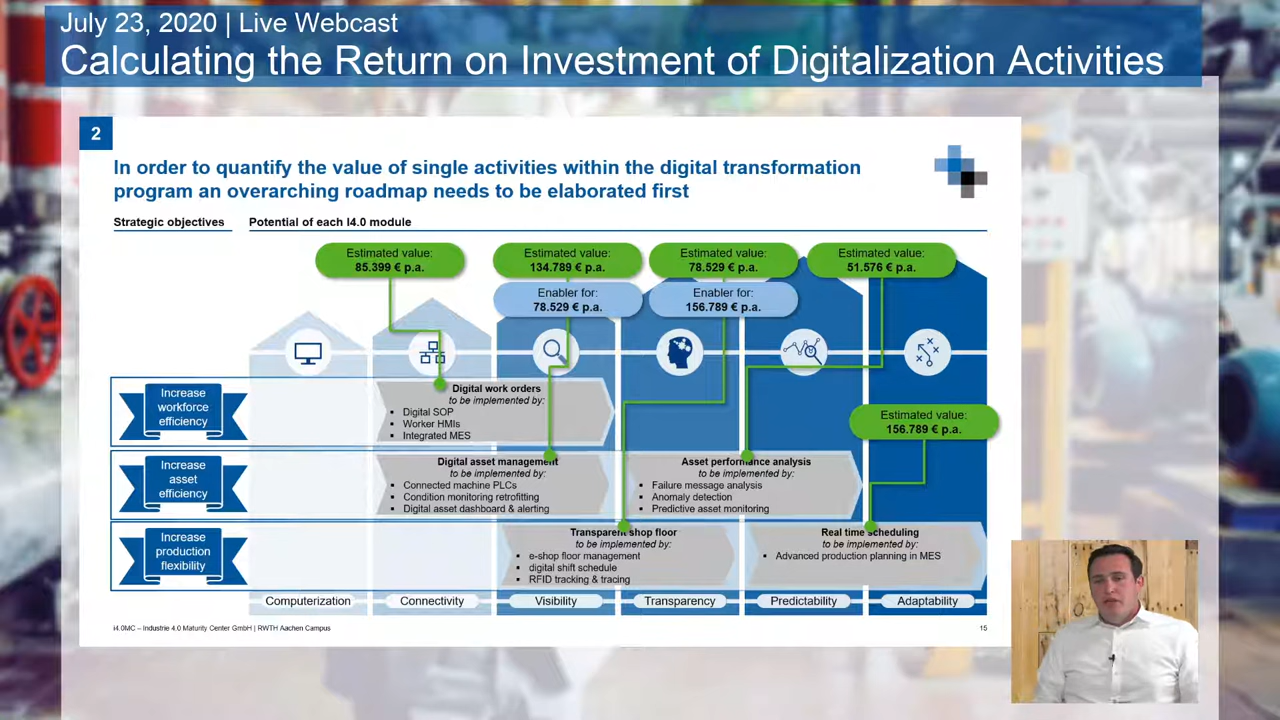 July 23, 2020 | Live Webcast
Calculating the Return on Investment of Digitalization Activities
2
In order to quantify the value of single activities within the digital transformation
program an overarching roadmap needs to be elaborated first
Strategic objectives
Potential of each I4.0 module
Estimated value:
85.399 € p.a.
Estimated value:
134.789 € p.a.
Estimated value:
78.529 € p.a.
Estimated value:
51.576 € p.a.
Enabler for:
78.529 € p.a.
Enabler for:
156.789 € p.a.
Increase
workforce
efficiency
Digital work orders
to be implemented by:
▪ Digital SOP
▪ Worker HMIs
▪ Integrated MES
Estimated value:
156.789 € p.a.
Increase
asset
efficiency
Digital asset management
to be implemented by:
▪ Connected machine PLCs
▪ Condition monitoring retrofitting
▪ Digital asset dashboard & alerting
Asset performance analysis
to be implemented by:
▪ Failure message analysis
▪ Anomaly detection
▪ Predictive asset monitoring
Increase
production
flexibility
Transparent shop floor
to be implemented by:
▪ e-shop floor management
▪ digital shift schedule
▪ RFID tracking & tracing
Real time scheduling
to be implemented by:
▪ Advanced production planning in MES
Computerization
Connectivity
Visibility
Transparency
Predictability
Adaptability
I4.0MC – Industrie 4.0 Maturity Center GmbH | RWTH Aachen Campus
15